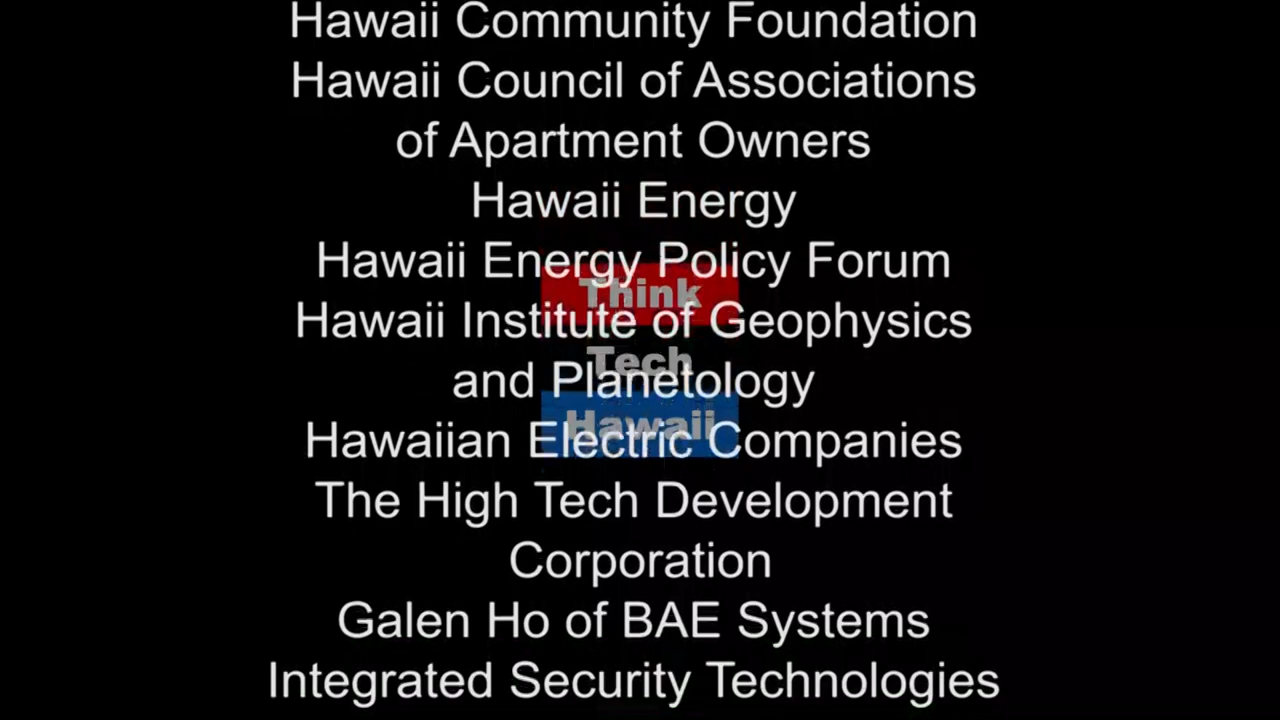 Hawaii Community Foundation
Hawaii Council of Associations
of Apartment Owners
Hawaii Energy
Hawaii Energy Policy Forum
Think
Hawaii Institute of Geophysics
Tech
and Planetology
Hawaii
Hawaiian Electric Companies
The High Tech Development
Corporation
Galen Ho of BAE Systems
Integrated Security Technologies